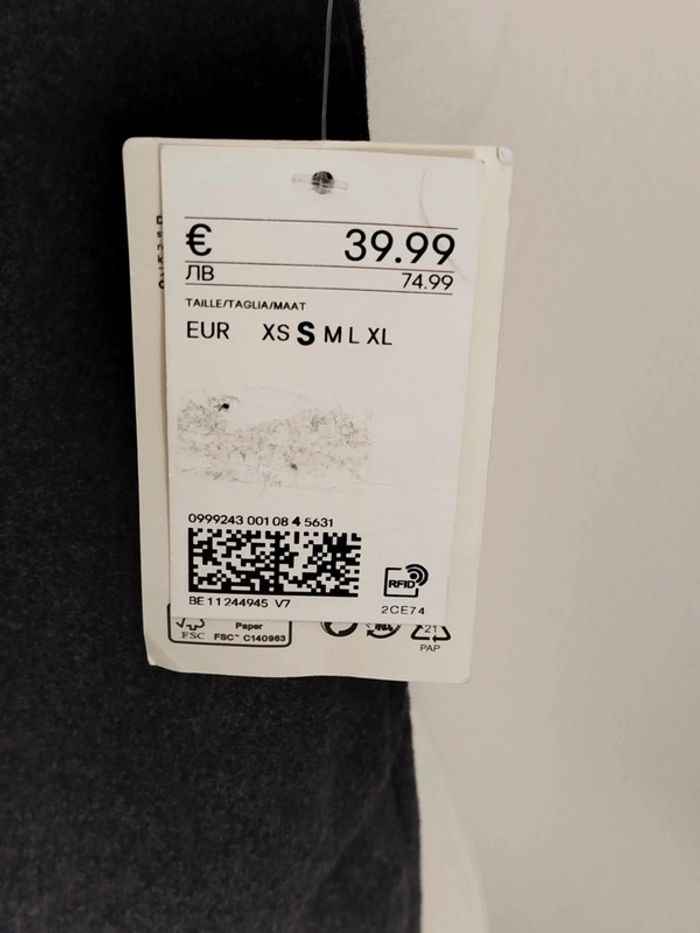 € 39.99
ЛВ 74.99
TAILLE/TAGLIA/MAAT
EUR XS S M L XL
0999243 001 08 4 5631
BE 11244945 V7
RFID
2CE74
Paper
FSC FSC™ C140963
21
PAP